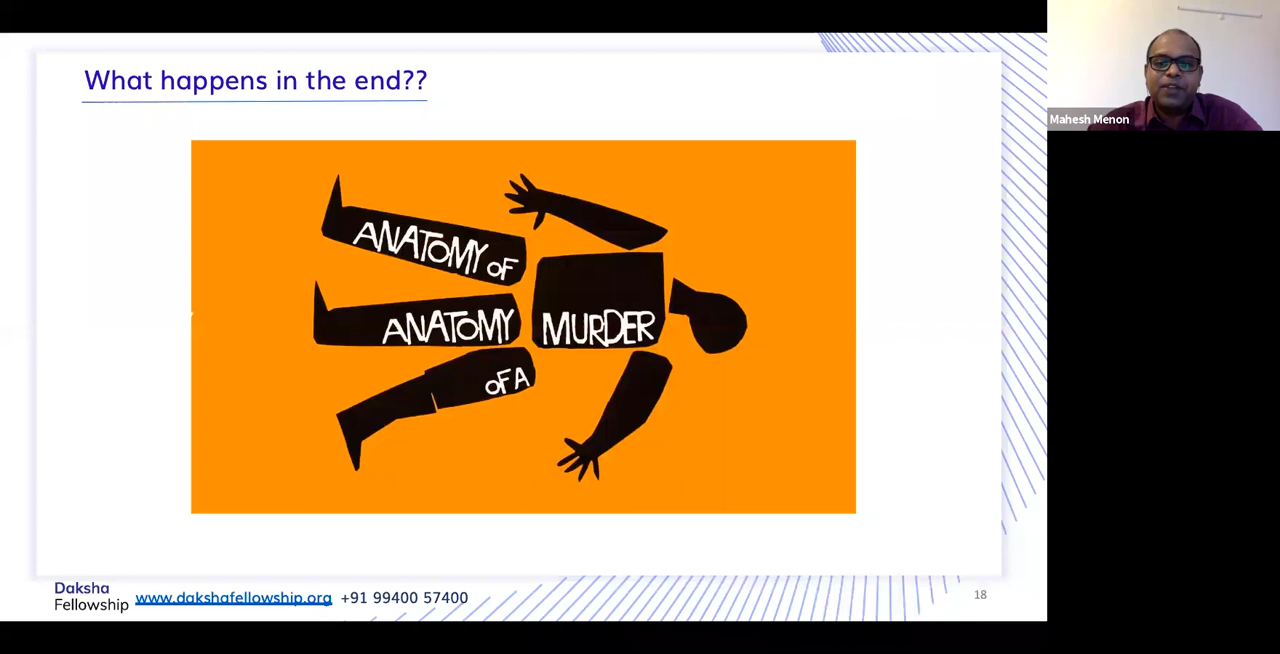 What happens in the end??
ANATOMY OF
ANATOMY MURDER
OF A
Daksha
Fellowship www.dakshafellowship.org +91 99400 57400
18
Mahesh Menon